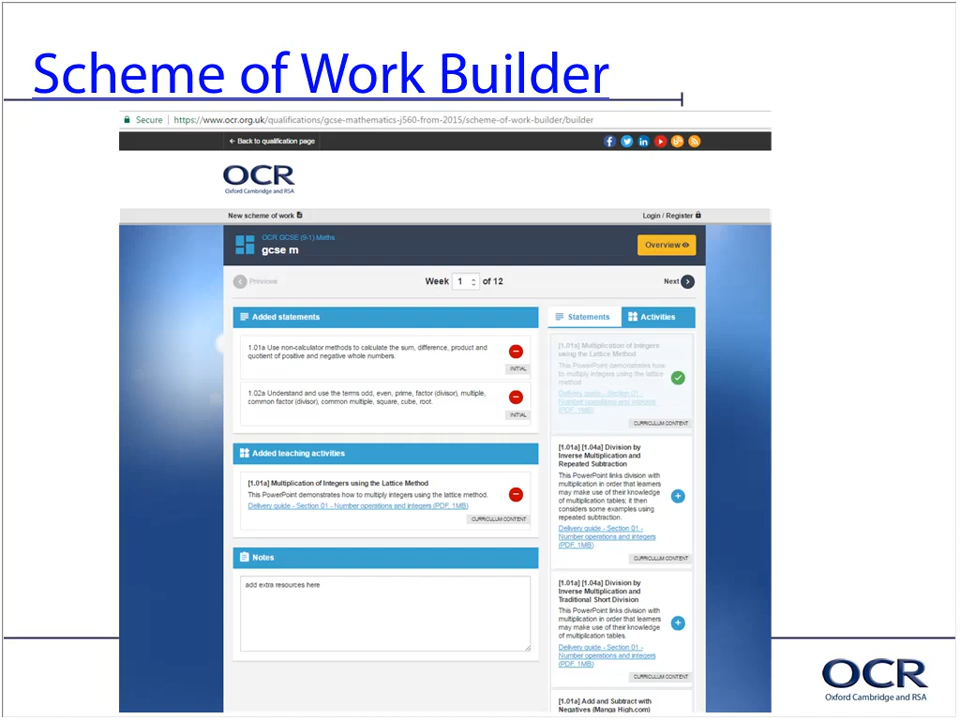 Scheme of Work Builder
Secure | https://www.ocr.org.uk/qualifications/gcse-mathematics-j560-from-2015/scheme-of-work-builder/builder
Back to qualification page
OCR
Oxford Cambridge and RSA
New scheme of work
Login / Register
OCR GCSE (9-1) Maths
gcse m
Overview
Previous
Week 1 of 12
Next
Added statements
1.01a Use non-calculator methods to calculate the sum, difference, product and
quotient of positive and negative whole numbers.
INITIAL
1.02a Understand and use the terms odd, even, prime, factor (divisor), multiple,
common factor (divisor), common multiple, square, cube, root.
INITIAL
Added teaching activities
[1.01a] Multiplication of Integers using the Lattice Method
This PowerPoint demonstrates how to multiply integers using the lattice method.
Delivery guide - Section 01 - Number operations and integers (PDF, 1MB)
CURRICULUM CONTENT
Notes
add extra resources here
Statements
Activities
[1.01a] Multiplication of Integers
using the Lattice Method
This PowerPoint demonstrates how
to multiply integers using the lattice
method
Delivery guide - Section 01 -
Number operations and integers
(PDF, 1MB)
CURRICULUM CONTENT
[1.01a] [1.04a] Division by
Inverse Multiplication and
Repeated Subtraction
This PowerPoint links division with
multiplication in order that learners
may make use of their knowledge
of multiplication tables; it then
considers some examples using
repeated subtraction.
Delivery guide - Section 01 -
Number operations and integers
(PDF, 1MB)
CURRICULUM CONTENT
[1.01a] [1.04a] Division by
Inverse Multiplication and
Traditional Short Division
This PowerPoint links division with
multiplication in order that learners
may make use of their knowledge
of multiplication tables.
Delivery guide - Section 01 -
Number operations and integers
(PDF, 1MB)
CURRICULUM CONTENT
[1.01a] Add and Subtract with
Negatives (Manga High.com)
OCR
Oxford Cambridge and RSA